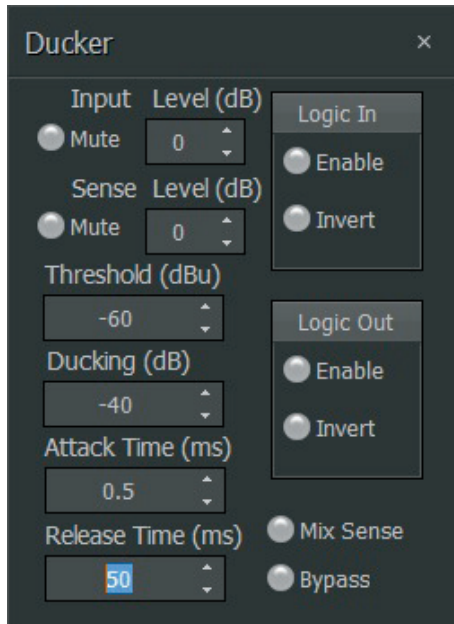 Ducker ×
Input Level (dB)
Mute 0
Logic In
Enable
Sense Level (dB)
Mute 0
Invert
Threshold (dBu)
-60
Logic Out
Ducking (dB)
Enable
-40
Invert
Attack Time (ms)
0.5
Release Time (ms)
Mix Sense
50
Bypass